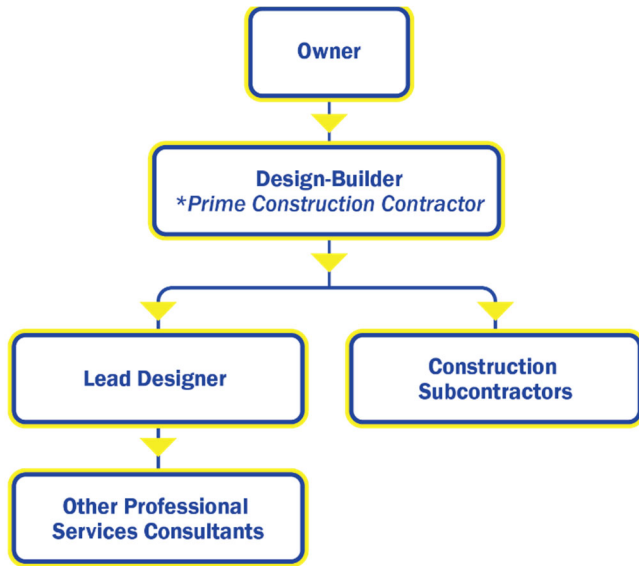 Owner
Design-Builder
*Prime Construction Contractor
Lead Designer
Construction
Subcontractors
Other Professional
Services Consultants